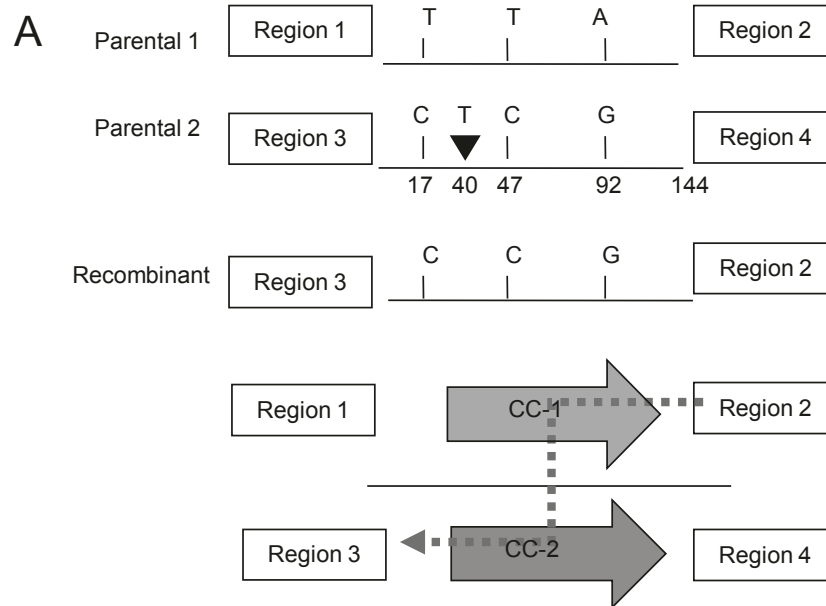 A
Parental 1
Region 1
T T A
Region 2
Parental 2
Region 3
C T C G
Region 4
17 40 47 92 144
Recombinant
Region 3
C C G
Region 2
Region 1
CC-1
Region 2
Region 3
CC-2
Region 4